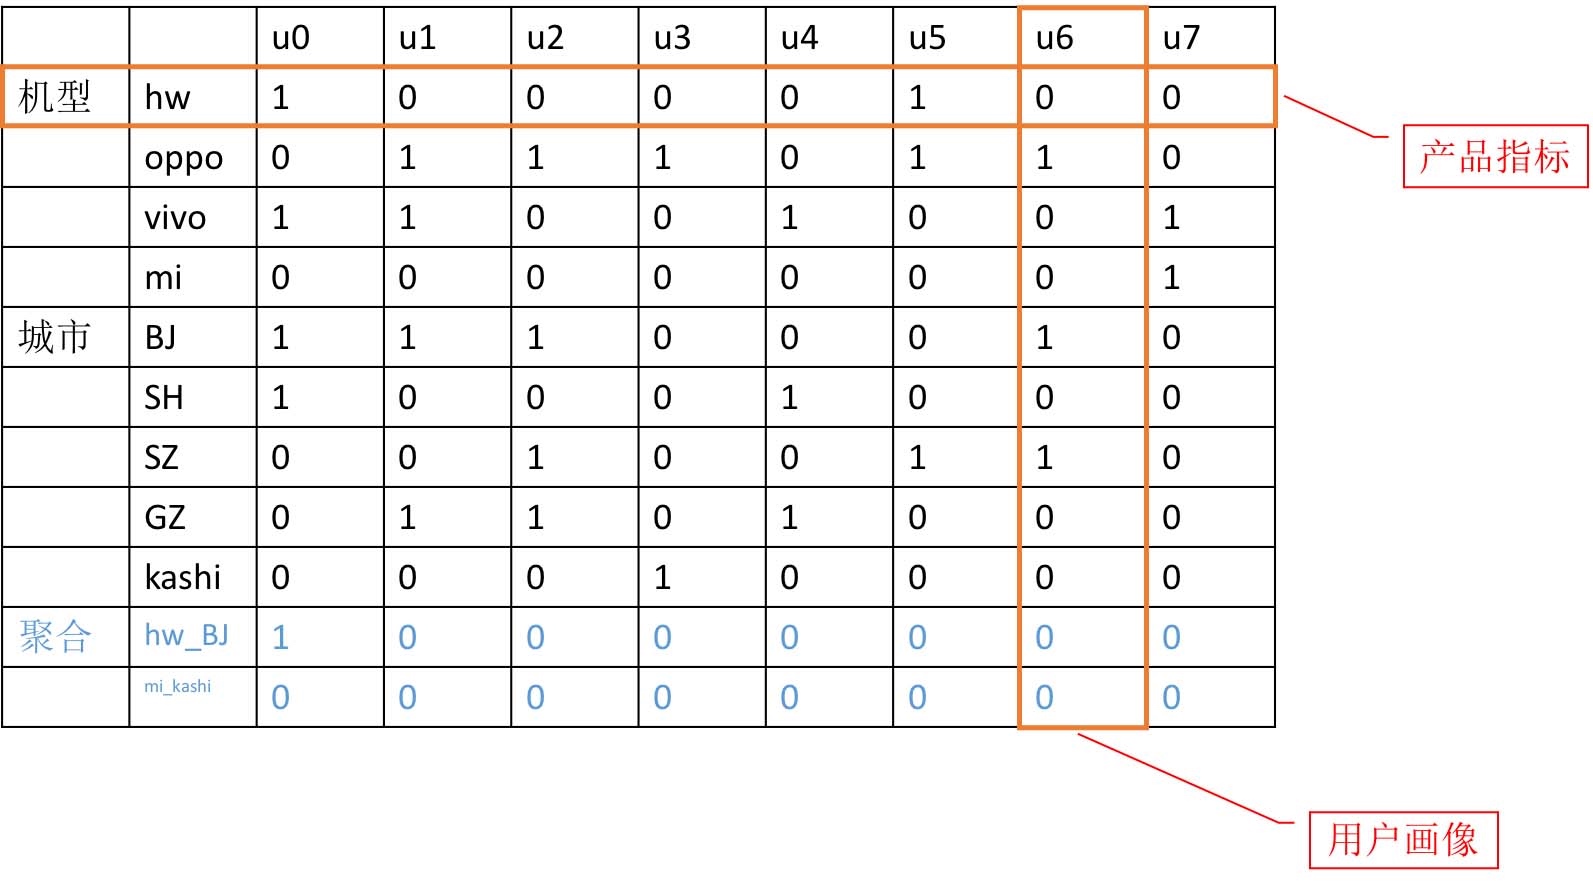 u0 u1 u2 u3 u4 u5 u6 u7
机型 hw 1 0 0 0 0 1 0 0
产品指标
oppo 0 1 1 1 0 1 1 0
vivo 1 1 0 0 1 0 0 1
mi 0 0 0 0 0 0 0 1
城市 BJ 1 1 1 0 0 0 1 0
SH 1 0 0 0 1 0 0 0
SZ 0 0 1 0 0 1 1 0
GZ 0 1 1 0 1 0 0 0
kashi 0 0 0 1 0 0 0 0
聚合 hw_BJ 1 0 0 0 0 0 0 0
mi_kashi 0 0 0 0 0 0 0 0
用户画像